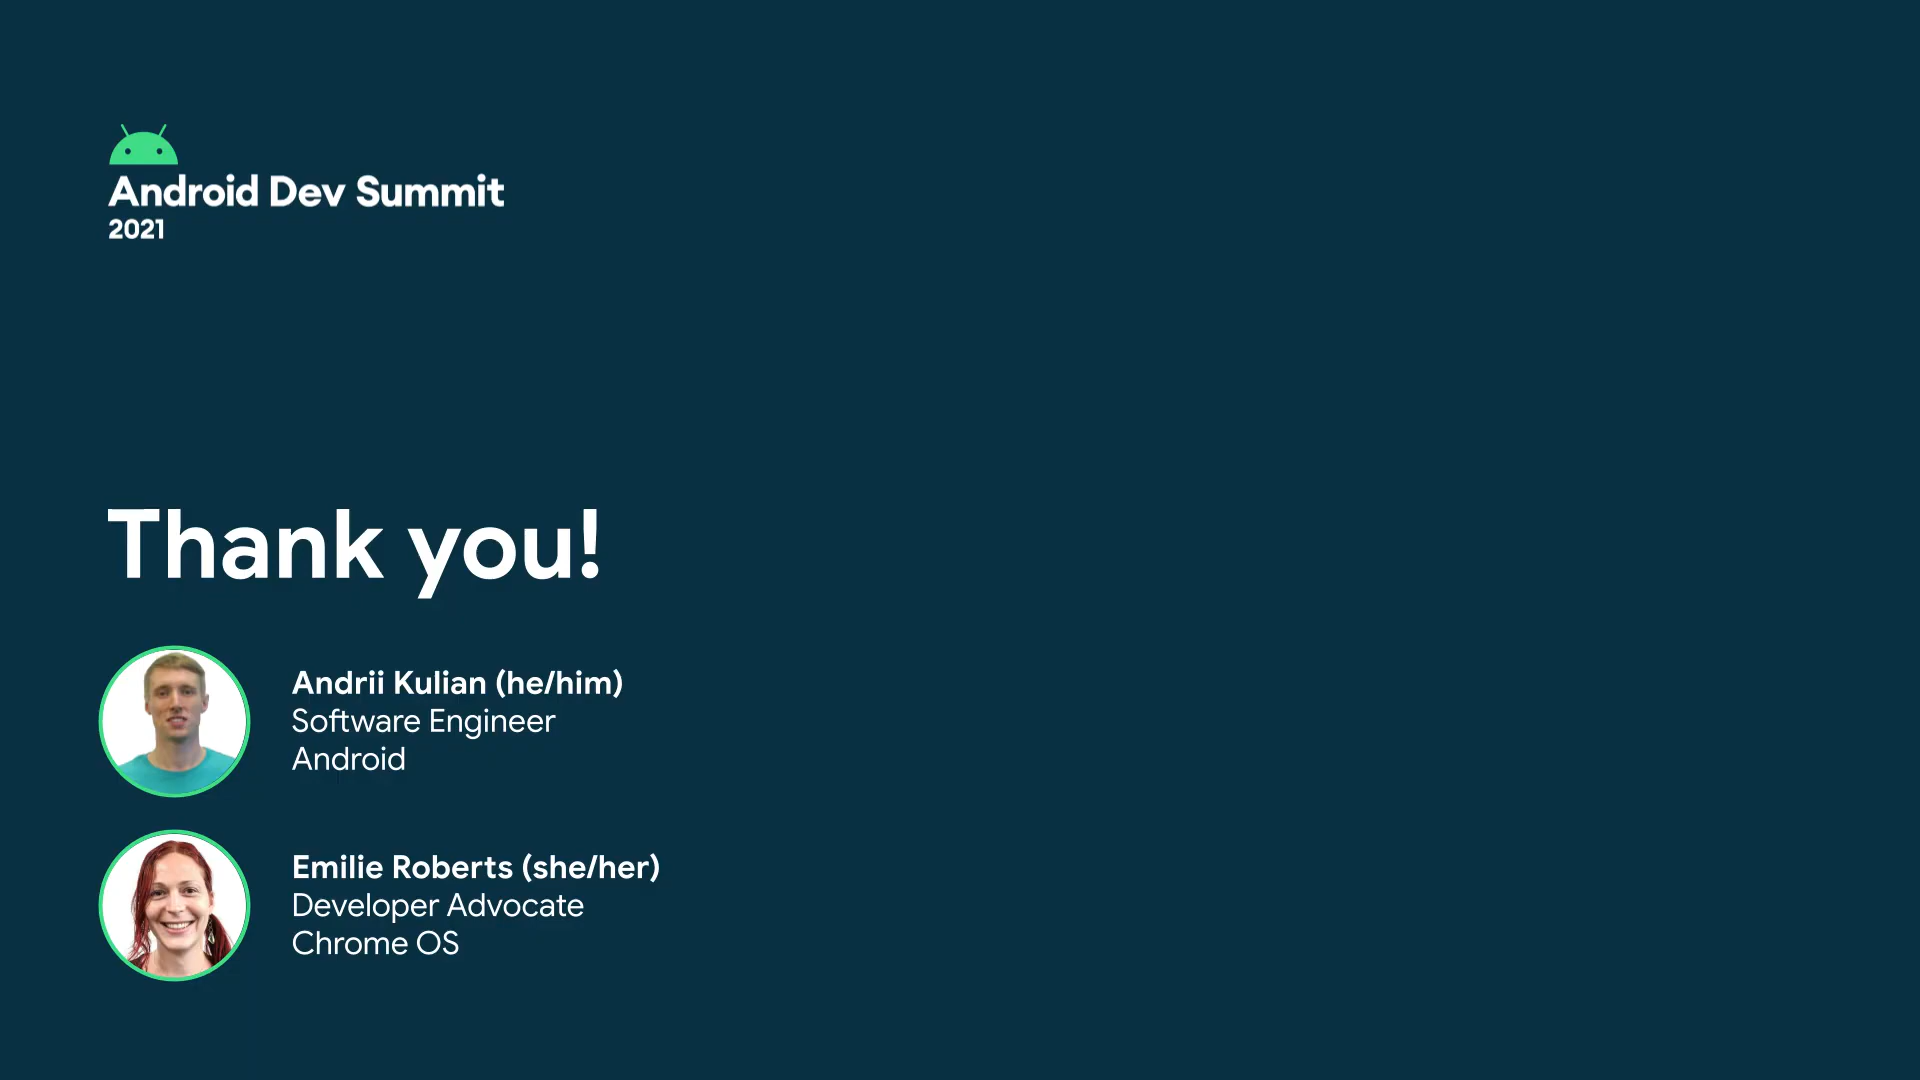 Android Dev Summit
2021
Thank you!
Andrii Kulian (he/him)
Software Engineer
Android
Emilie Roberts (she/her)
Developer Advocate
Chrome OS